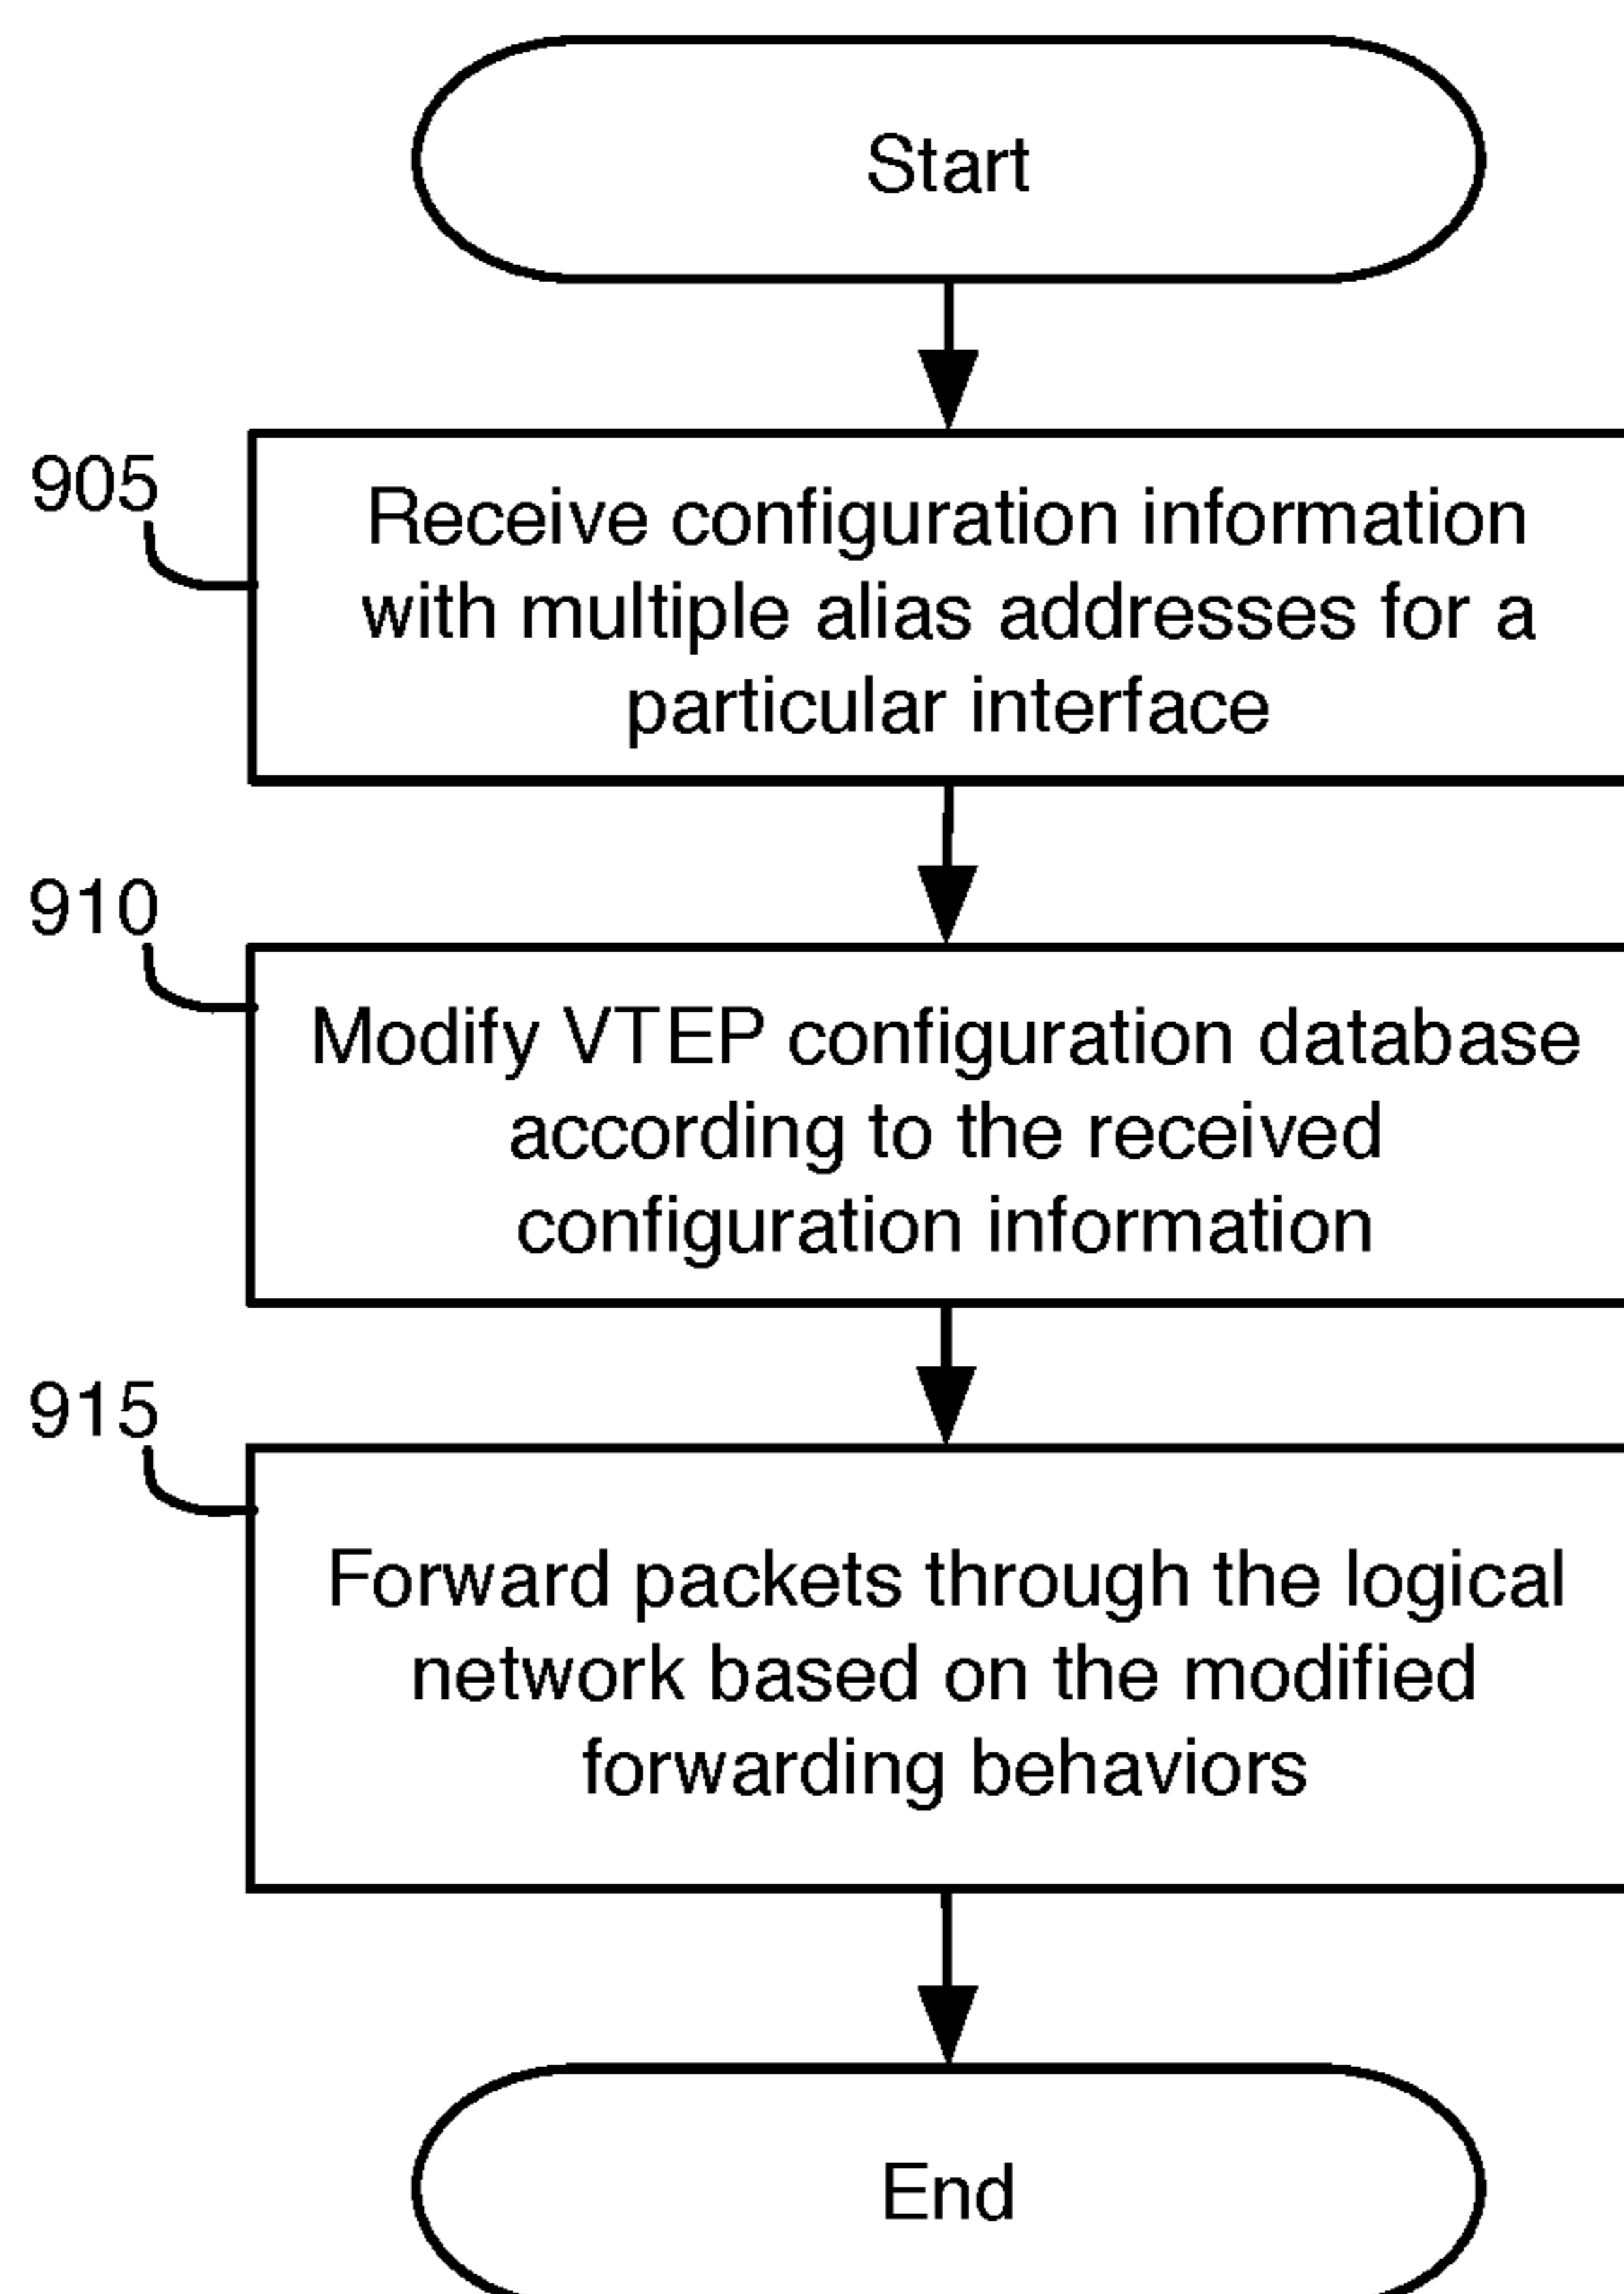 Start
905
Receive configuration information
with multiple alias addresses for a
particular interface
910
Modify VTEP configuration database
according to the received
configuration information
915
Forward packets through the logical
network based on the modified
forwarding behaviors
End